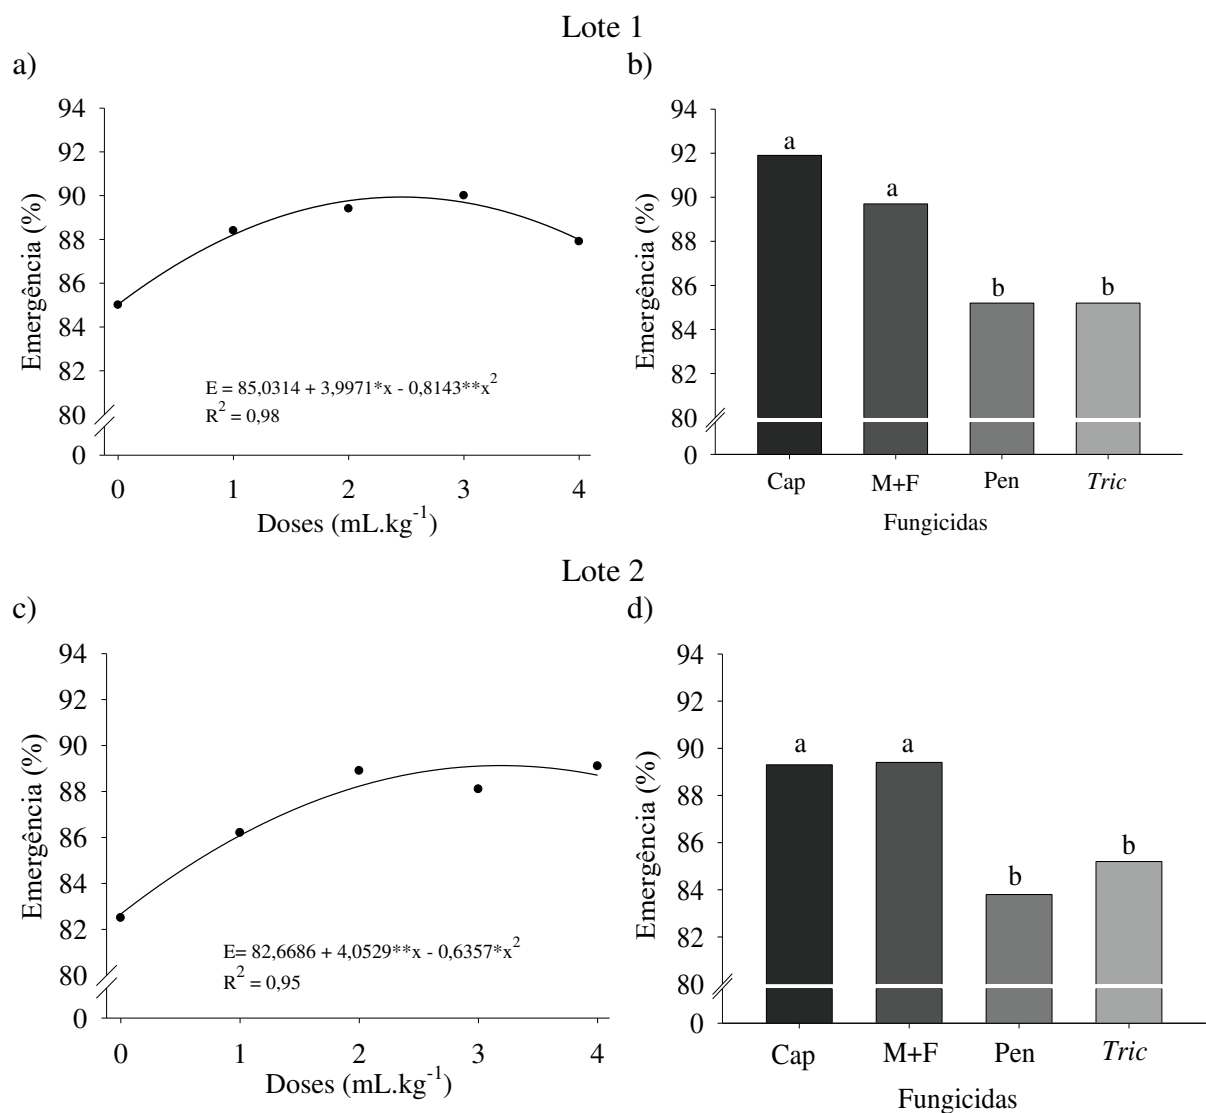 Lote 1
a)
94
92
90
88
86
84
82
80
0
Emergência (%)
E = 85,0314 + 3,9971*x - 0,8143**x²
R² = 0,98
0 1 2 3 4
Doses (mL.kg⁻¹)
b)
94
92
90
88
86
84
82
80
0
Emergência (%)
a
a
b
b
Cap M+F Pen Tric
Fungicidas
Lote 2
c)
94
92
90
88
86
84
82
80
0
Emergência (%)
E= 82,6686 + 4,0529**x - 0,6357*x²
R² = 0,95
0 1 2 3 4
Doses (mL.kg⁻¹)
d)
94
92
90
88
86
84
82
80
0
Emergência (%)
a
a
b
b
Cap M+F Pen Tric
Fungicidas